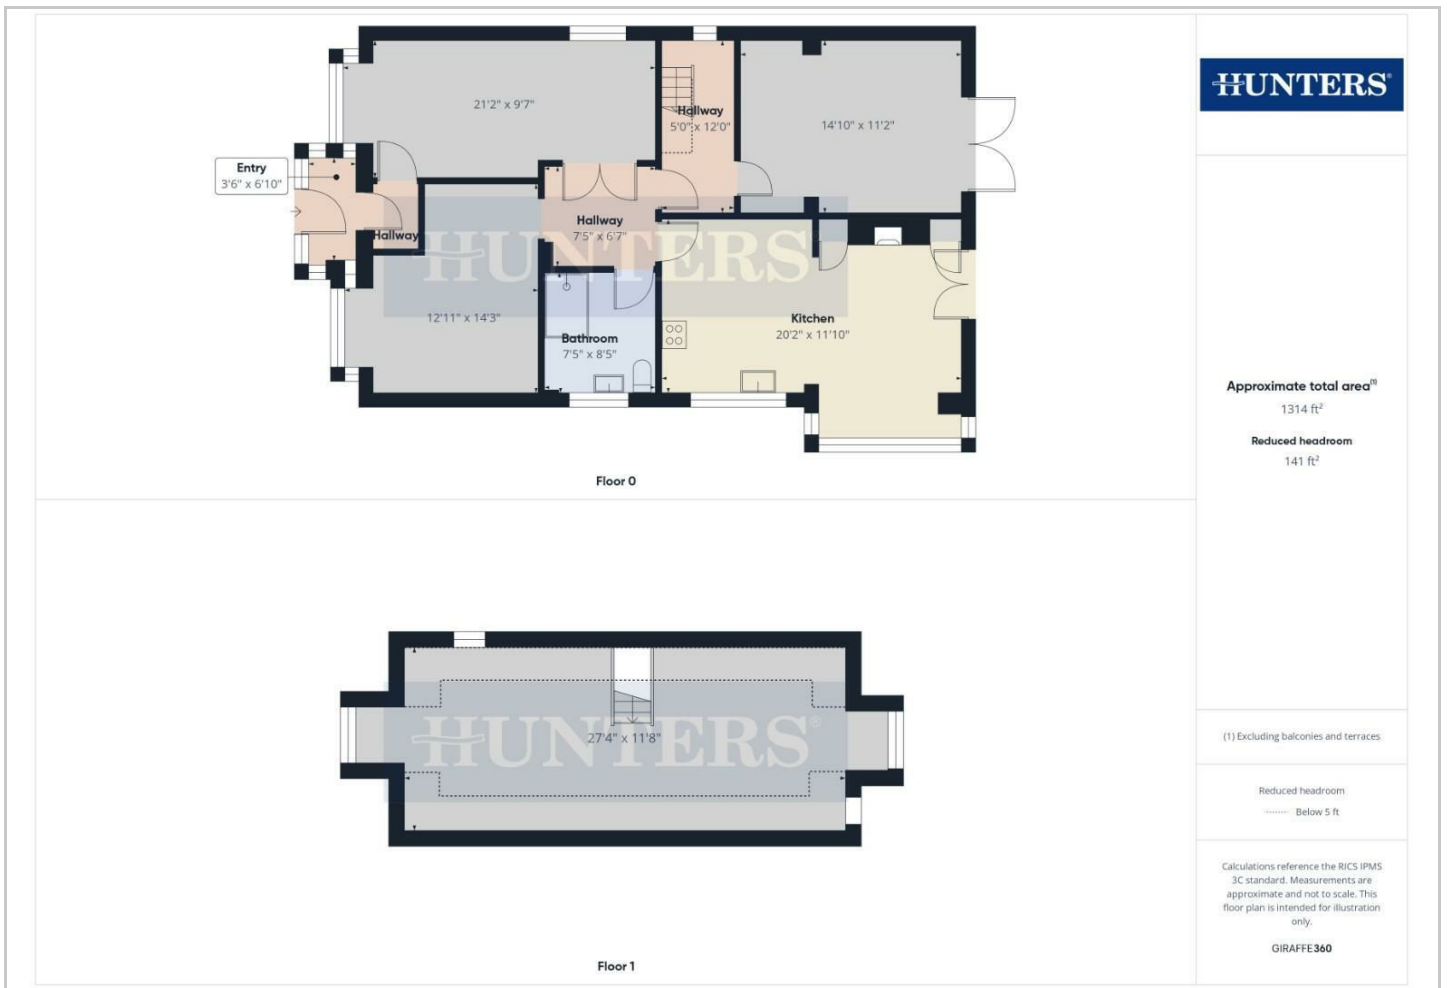 21'2" x 9'7"
Hallway
5'0" x 12'0"
14'10" x 11'2"
Entry
3'6" x 6'10"
Hallway
Hallway
7'5" x 6'7"
HUNTERS®
12'11" x 14'3"
Bathroom
7'5" x 8'5"
Kitchen
20'2" x 11'10"
Floor 0
HUNTERS®
27'4" x 11'8"
Floor 1
HUNTERS®
Approximate total area(1)
1314 ft²
Reduced headroom
141 ft²
(1) Excluding balconies and terraces
Reduced headroom
Below 5 ft
Calculations reference the RICS IPMS
3C standard. Measurements are
approximate and not to scale. This
floor plan is intended for illustration
only.
GIRAFFE360